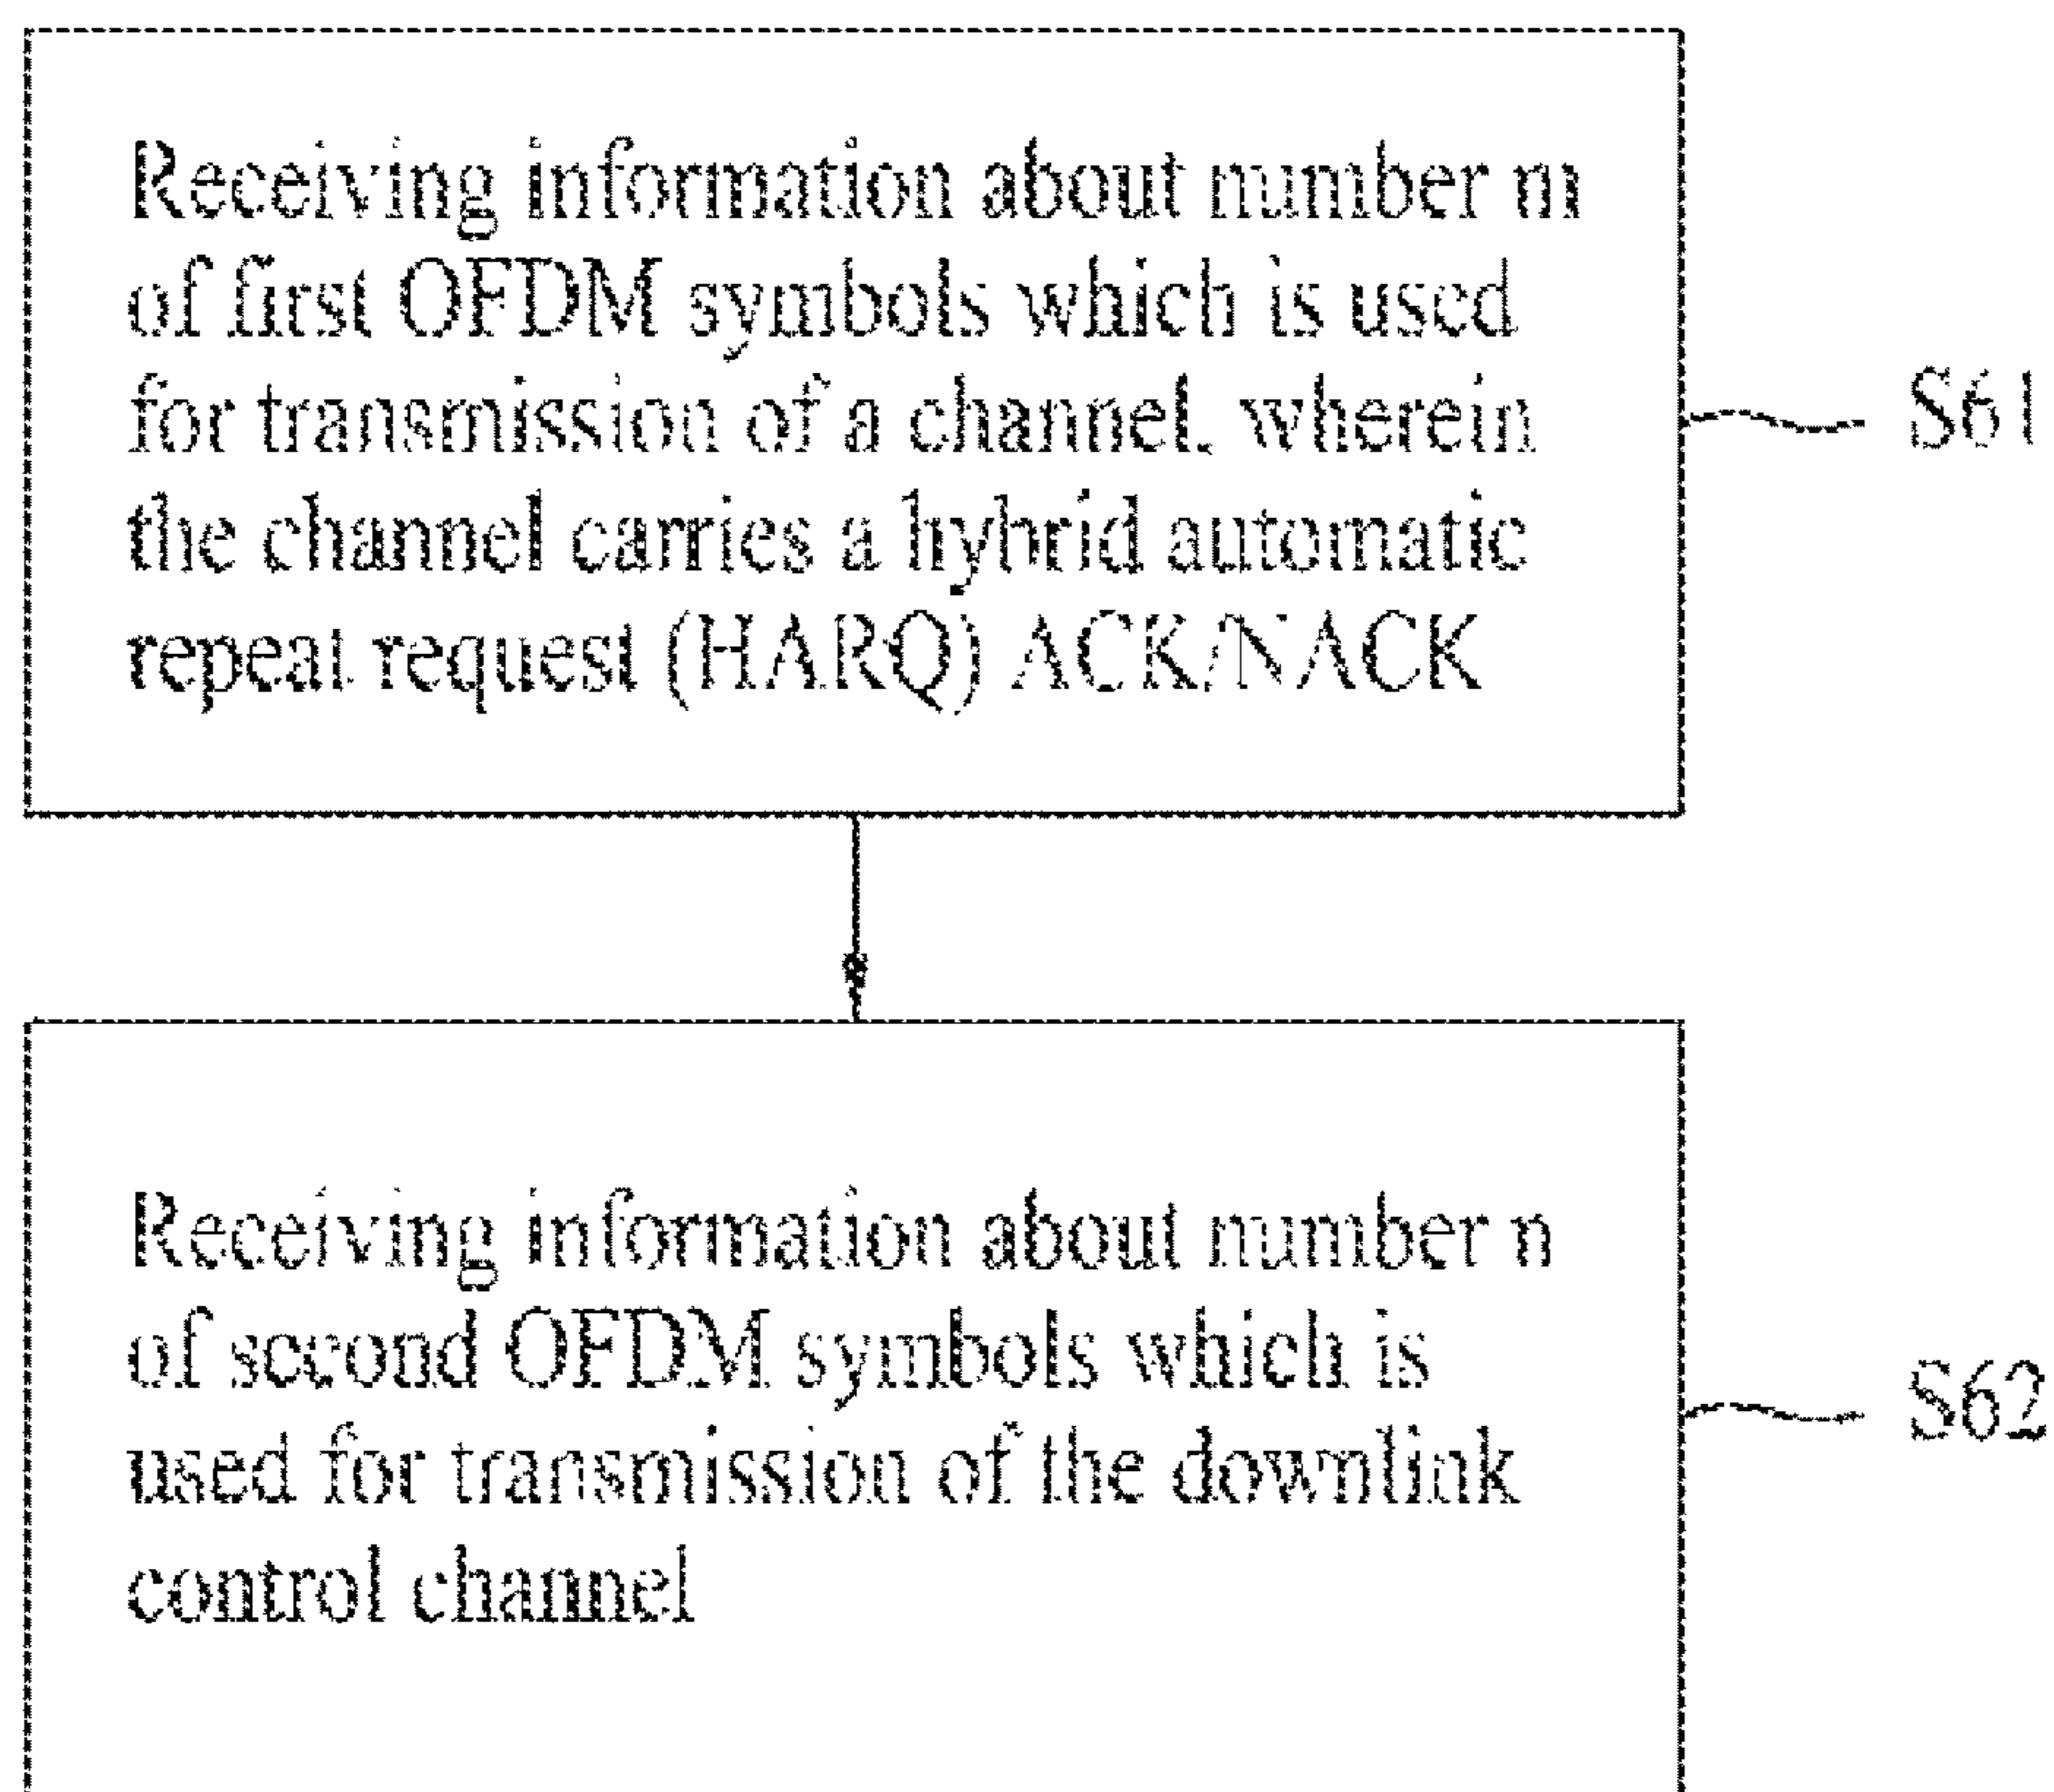 Receiving information about number m
of first OFDM symbols which is used
for transmission of a channel, wherein
the channel carries a hybrid automatic
repeat request (HARQ) ACK/NACK
S61
Receiving information about number n
of second OFDM symbols which is
used for transmission of the downlink
control channel
S62